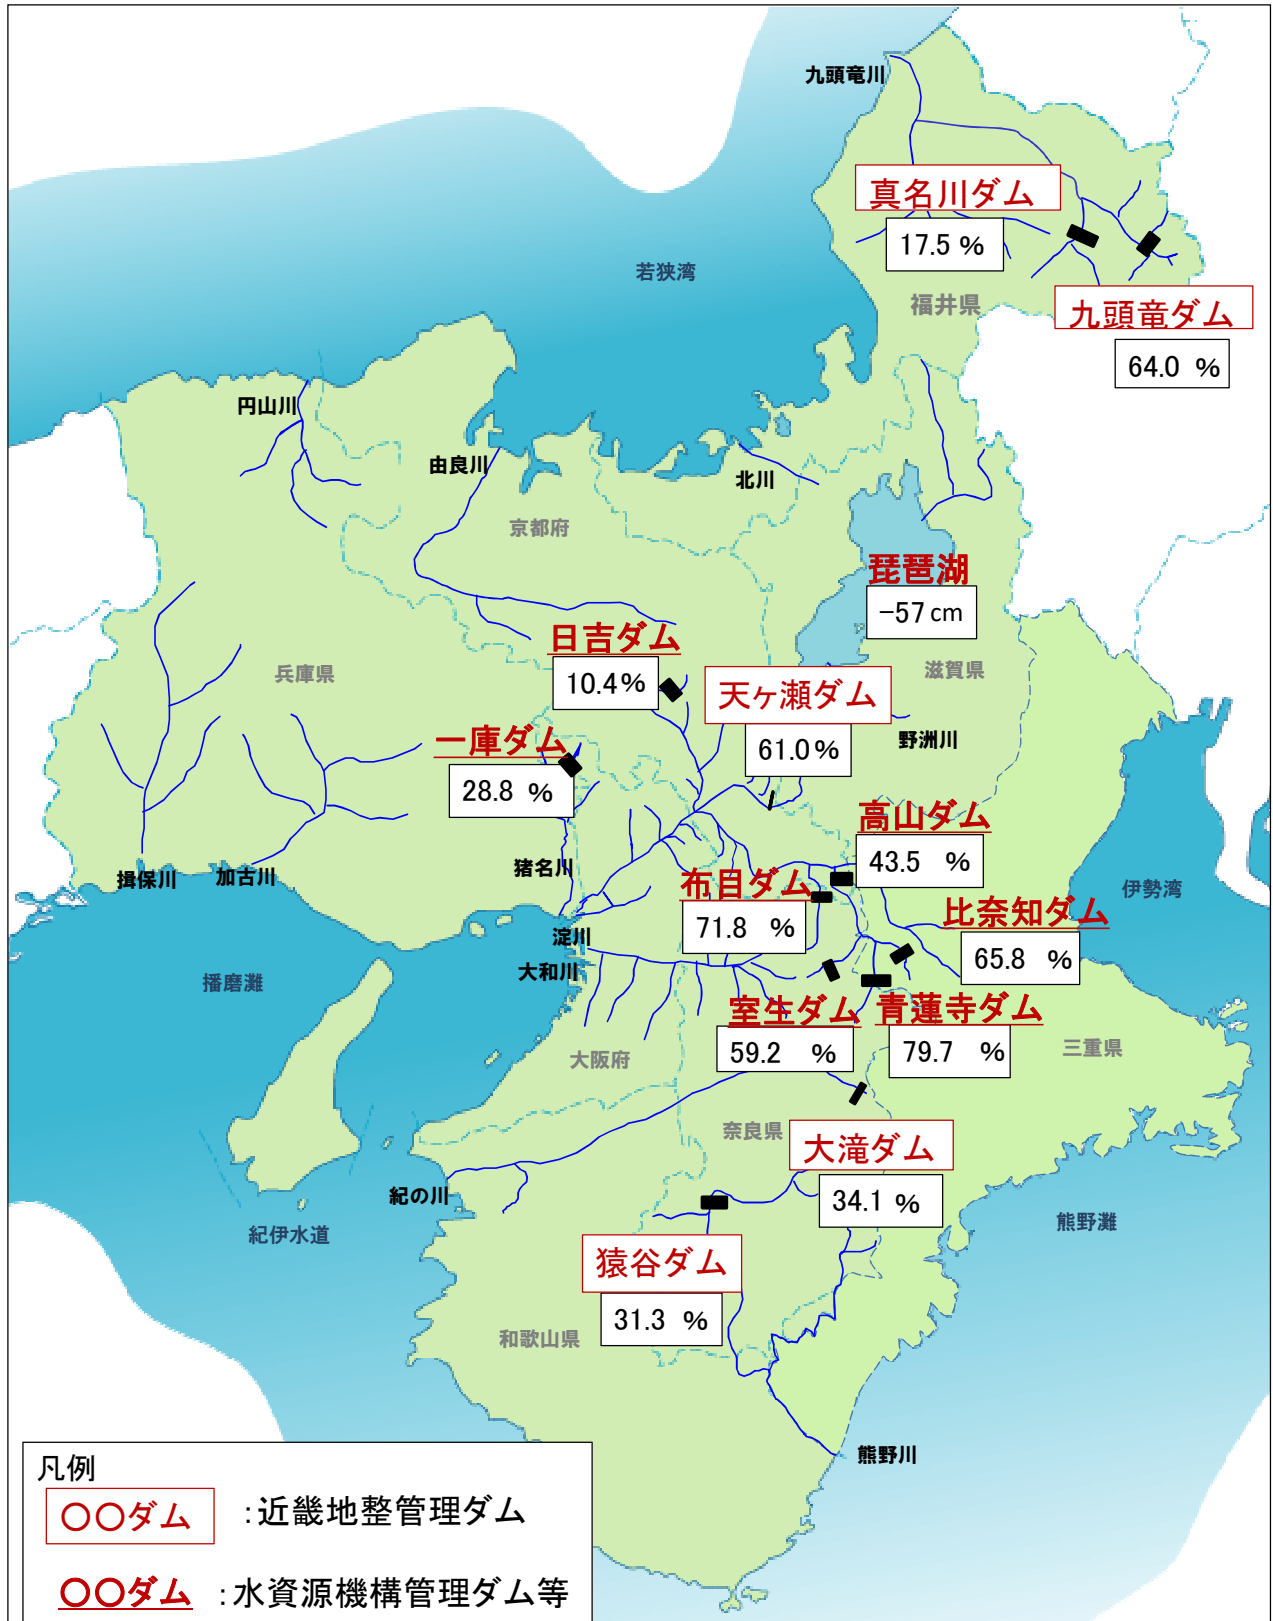 九頭竜川
真名川ダム
17.5 %
若狭湾
福井県
九頭竜ダム
64.0 %
円山川
由良川
北川
京都府
琵琶湖
-57 cm
日吉ダム
10.4%
兵庫県
滋賀県
天ヶ瀬ダム
61.0%
野洲川
一庫ダム
28.8 %
高山ダム
43.5 %
猪名川
揖保川
加古川
布目ダム
71.8 %
伊勢湾
比奈知ダム
65.8 %
淀川
大和川
播磨灘
室生ダム
59.2 %
青蓮寺ダム
79.7 %
大阪府
三重県
奈良県
大滝ダム
34.1 %
紀の川
紀伊水道
熊野灘
猿谷ダム
31.3 %
和歌山県
熊野川
凡例
〇〇ダム :近畿地整管理ダム
〇〇ダム :水資源機構管理ダム等